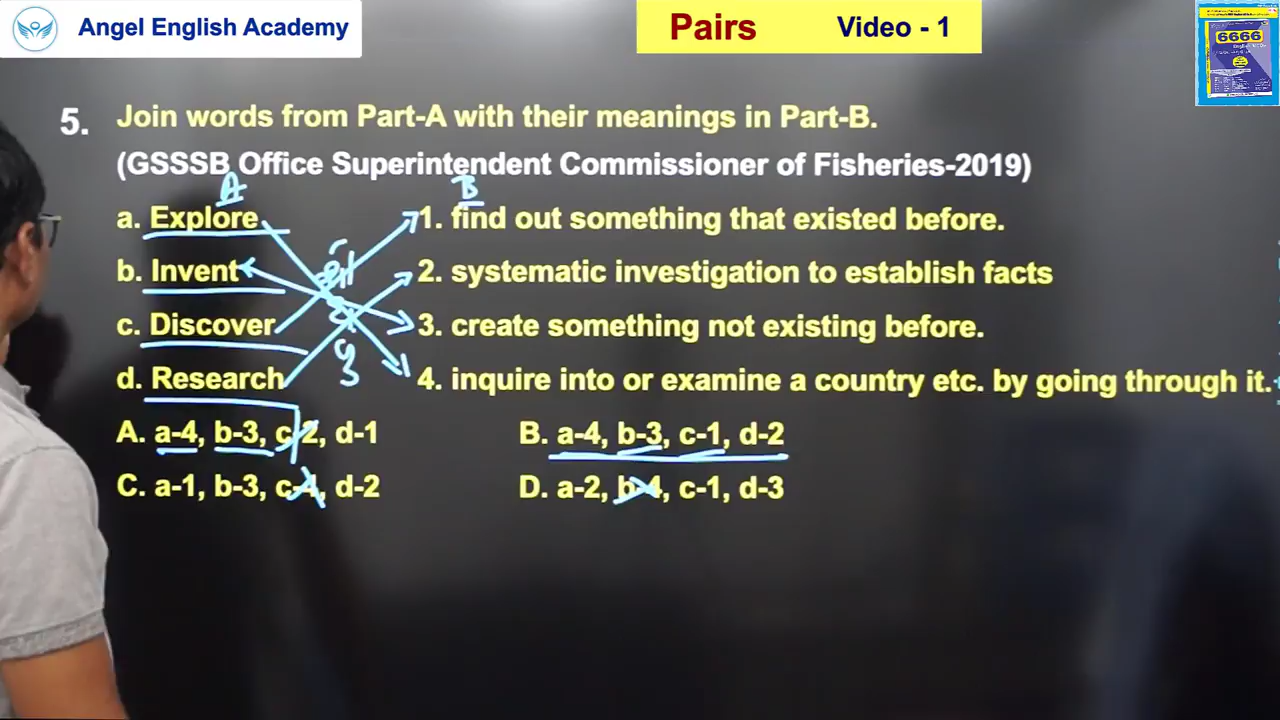 Angel English Academy
Pairs Video - 1
6666
5. Join words from Part-A with their meanings in Part-B.
(GSSSB Office Superintendent Commissioner of Fisheries-2019)
A B
a. Explore 1. find out something that existed before.
b. Invent 2. systematic investigation to establish facts
c. Discover 3. create something not existing before.
d. Research 4. inquire into or examine a country etc. by going through it.
A. a-4, b-3, c-2, d-1 B. a-4, b-3, c-1, d-2
C. a-1, b-3, c-4, d-2 D. a-2, b-4, c-1, d-3